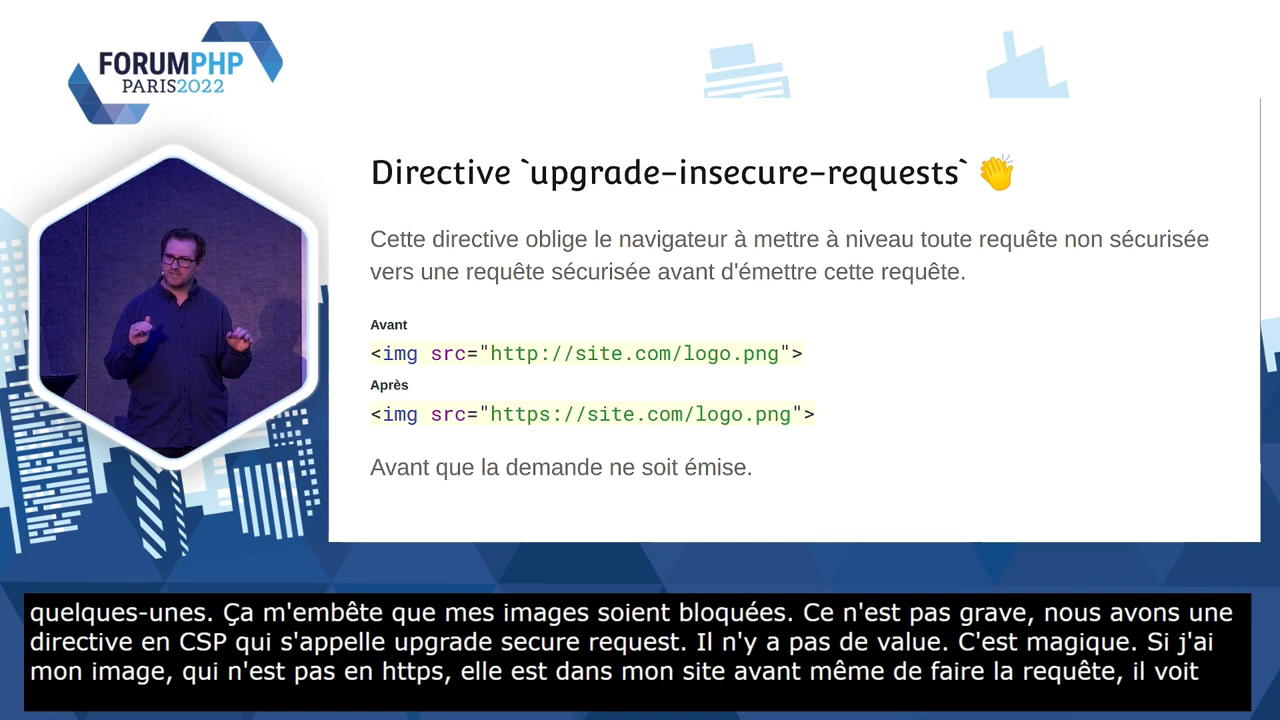 FORUMPHP
PARIS2022
Directive `upgrade-insecure-requests` 👏
Cette directive oblige le navigateur à mettre à niveau toute requête non sécurisée
vers une requête sécurisée avant d'émettre cette requête.
Avant
<img src="http://site.com/logo.png">
Après
<img src="https://site.com/logo.png">
Avant que la demande ne soit émise.
quelques-unes. Ça m'embête que mes images soient bloquées. Ce n'est pas grave, nous avons une
directive en CSP qui s'appelle upgrade secure request. Il n'y a pas de value. C'est magique. Si j'ai
mon image, qui n'est pas en https, elle est dans mon site avant même de faire la requête, il voit